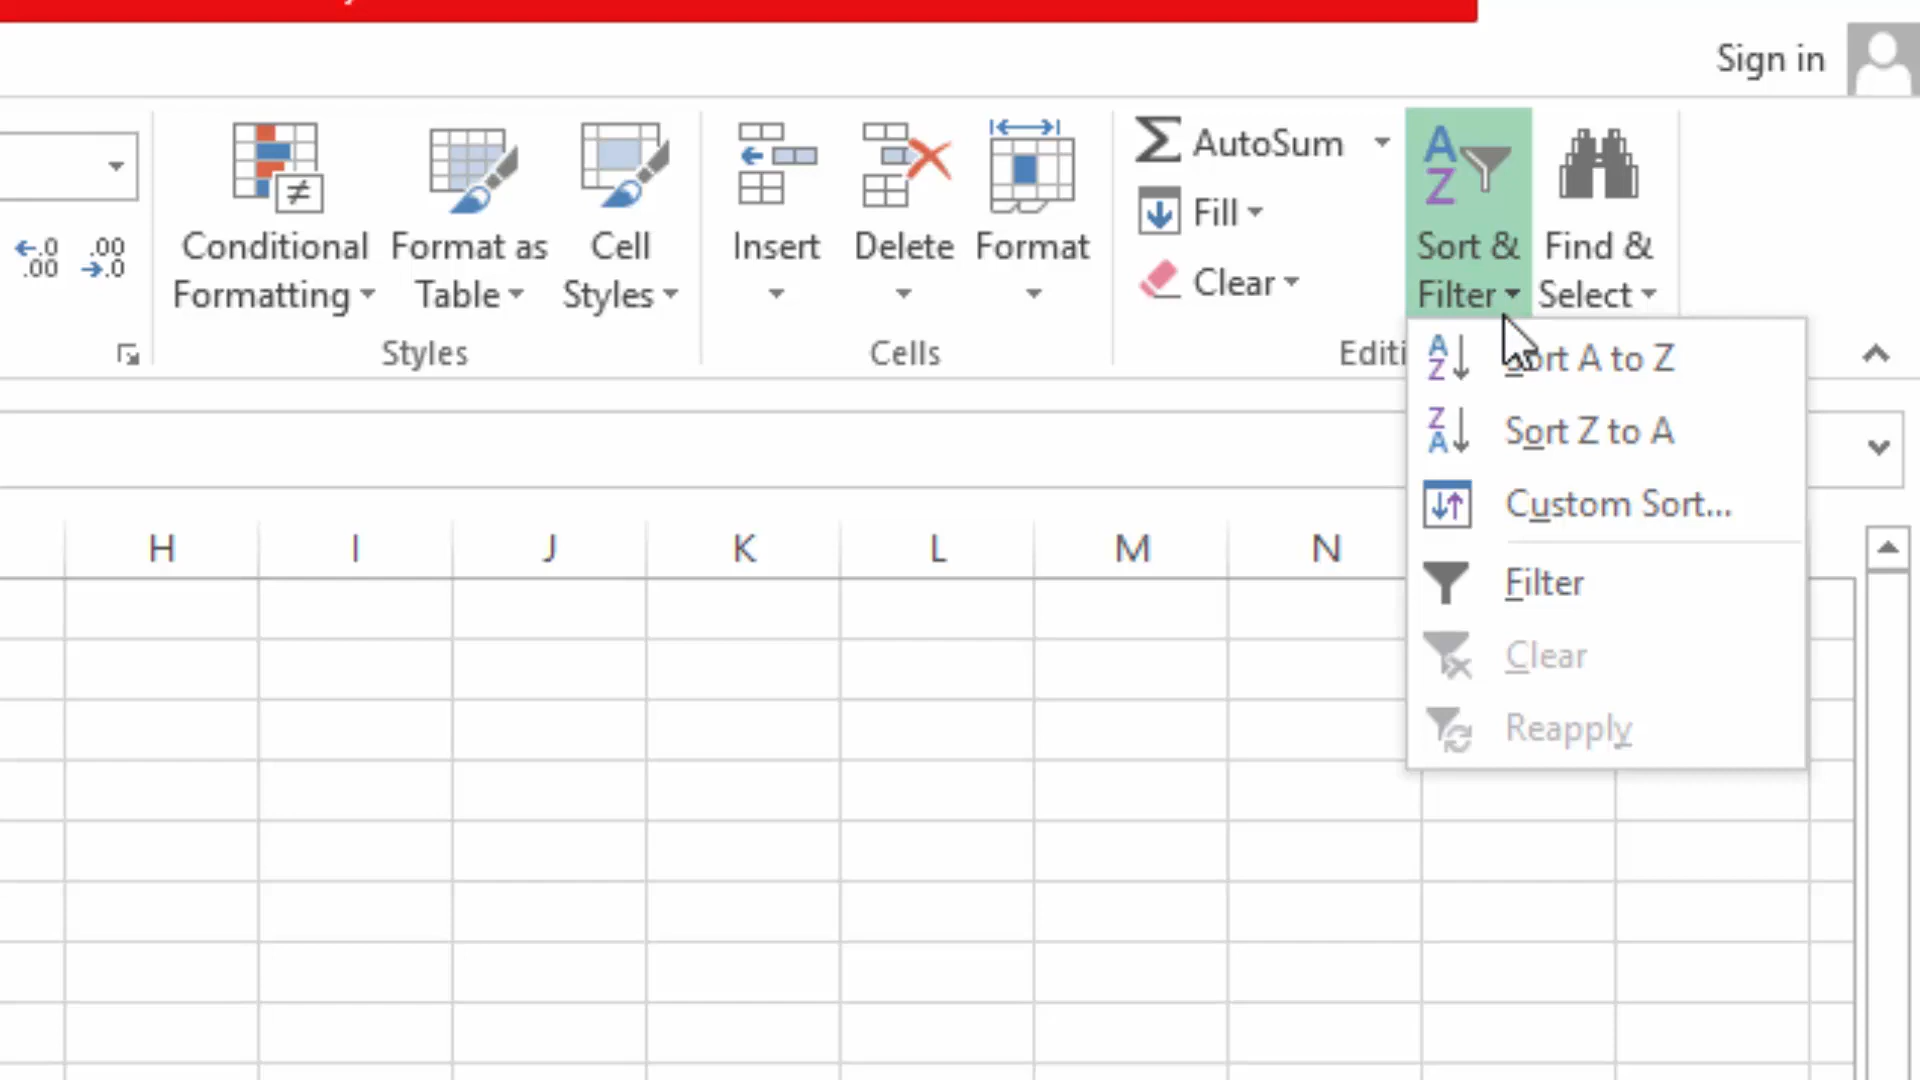 Sign in
AutoSum
Fill
Clear
Conditional
Formatting
Format as
Table
Cell
Styles
Insert
Delete
Format
Sort &
Filter
Find &
Select
Styles
Cells
Sort A to Z
Sort Z to A
Custom Sort...
Filter
Clear
Reapply
H I J K L M N